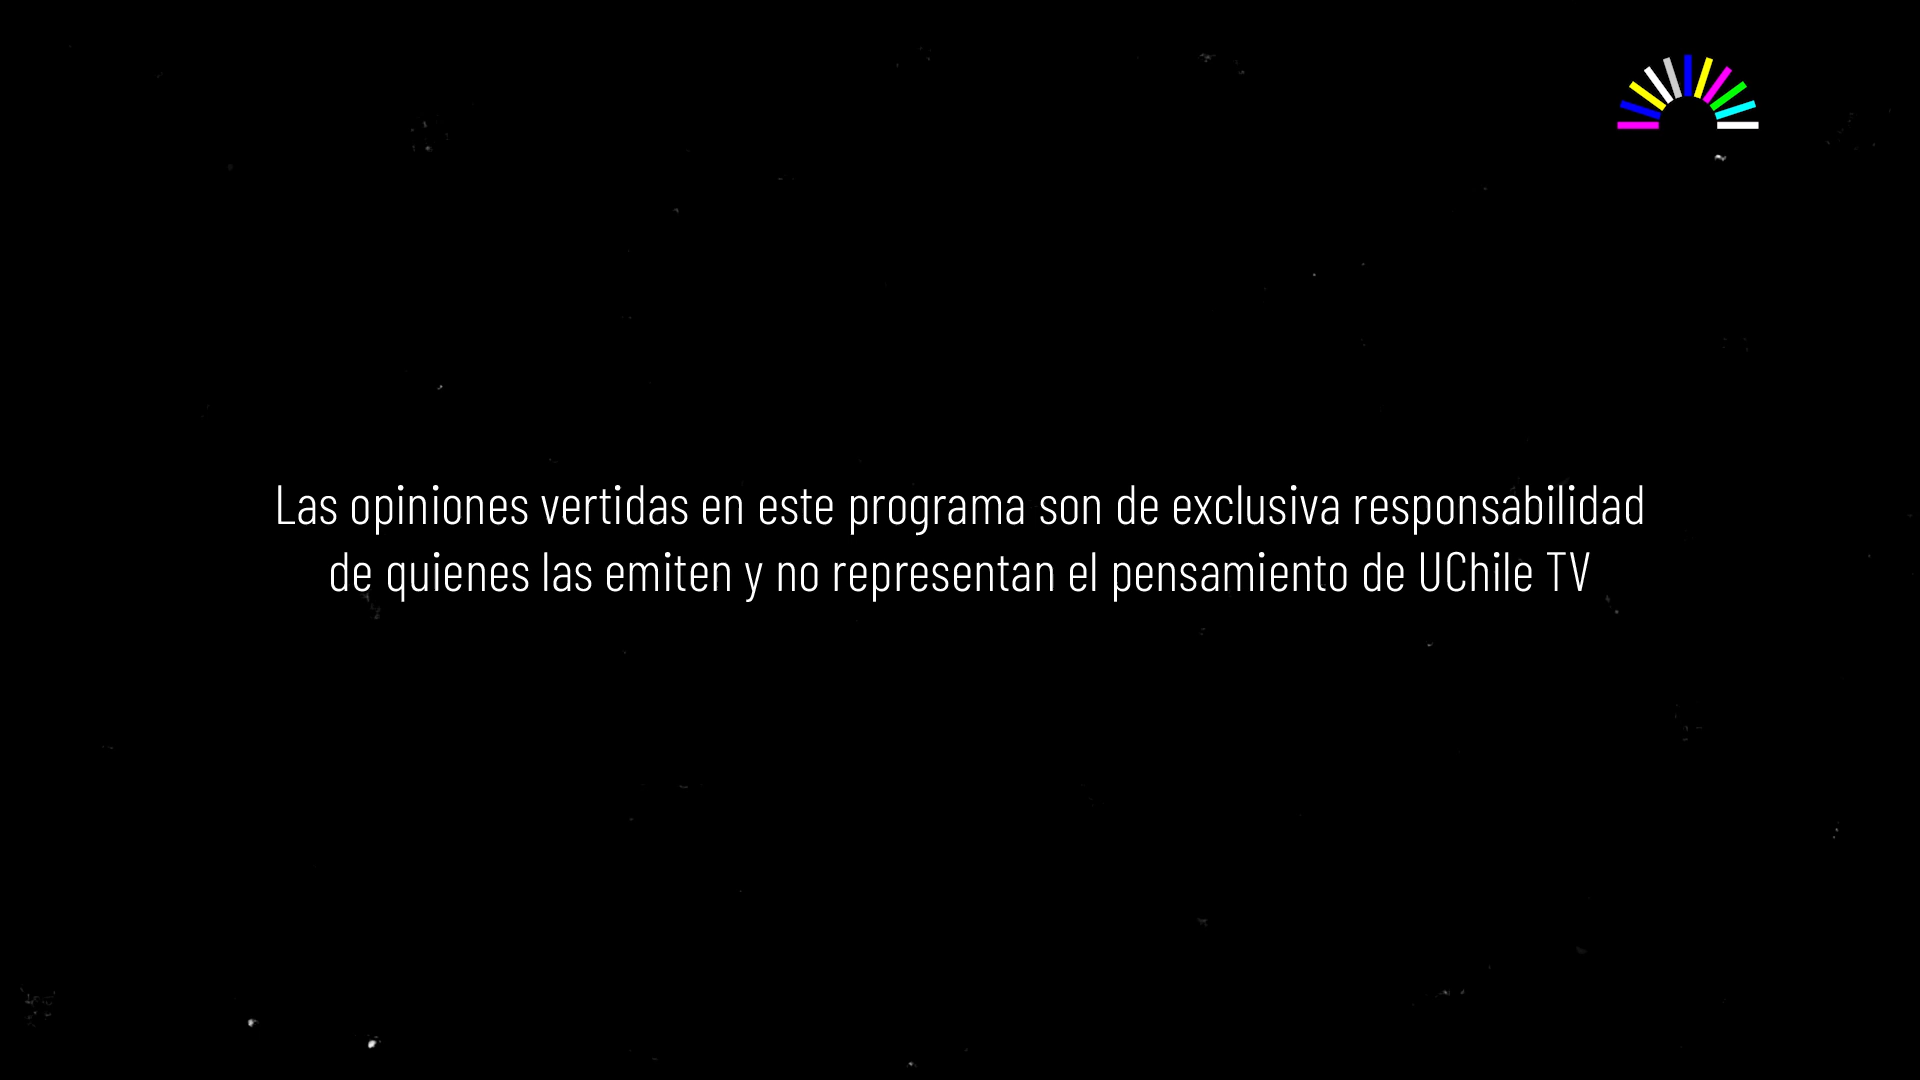 Las opiniones vertidas en este programa son de exclusiva responsabilidad
de quienes las emiten y no representan el pensamiento de UChile TV